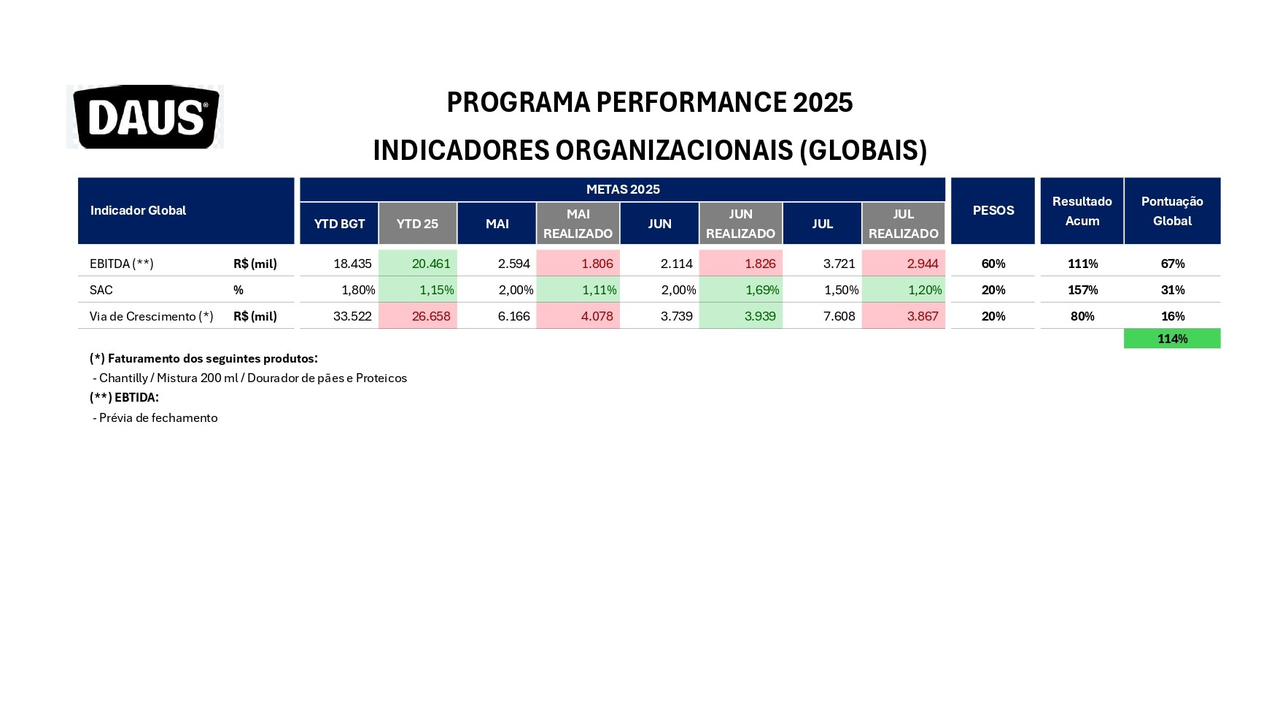 DAUS®
PROGRAMA PERFORMANCE 2025
INDICADORES ORGANIZACIONAIS (GLOBAIS)
Indicador Global METAS 2025 PESOS Resultado Acum Pontuação Global
YTD BGT YTD 25 MAI MAI REALIZADO JUN JUN REALIZADO JUL JUL REALIZADO
EBITDA (**) R$ (mil) 18.435 20.461 2.594 1.806 2.114 1.826 3.721 2.944 60% 111% 67%
SAC % 1,80% 1,15% 2,00% 1,11% 2,00% 1,69% 1,50% 1,20% 20% 157% 31%
Via de Crescimento (*) R$ (mil) 33.522 26.658 6.166 4.078 3.739 3.939 7.608 3.867 20% 80% 16%
114%
(*) Faturamento dos seguintes produtos:
- Chantilly / Mistura 200 ml / Dourador de pães e Proteicos
(**) EBTIDA:
- Prévia de fechamento